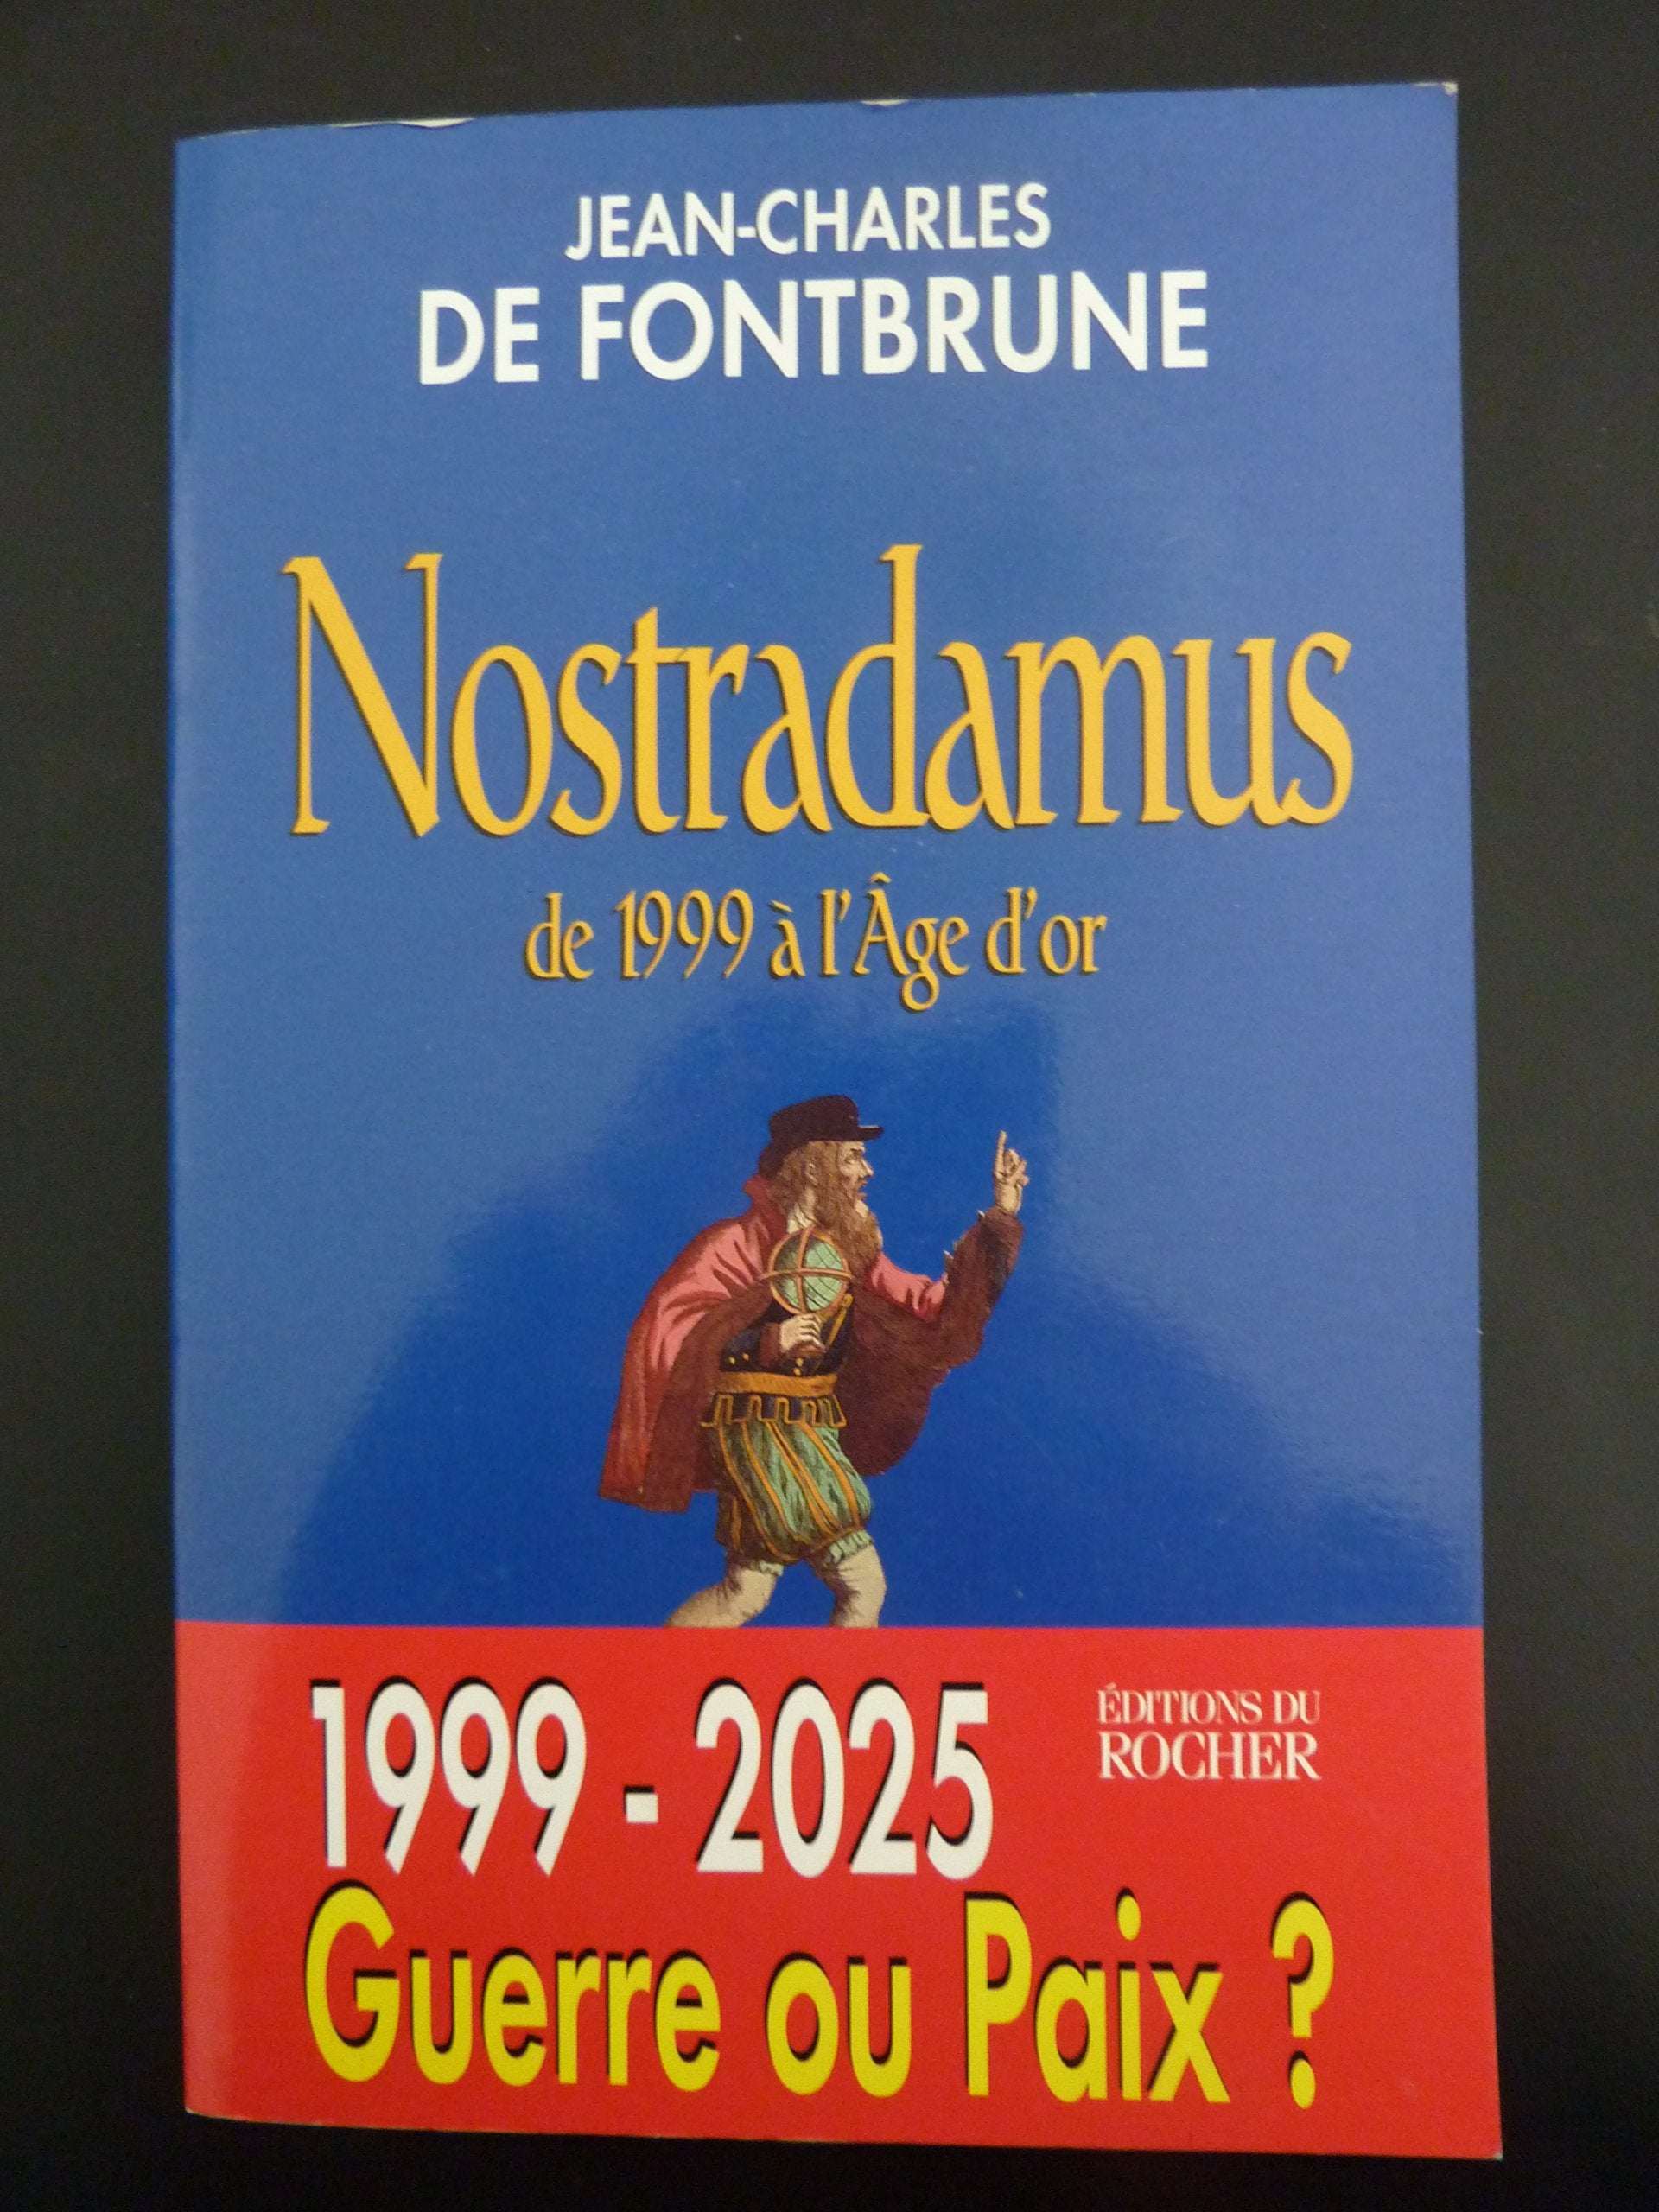 JEAN-CHARLES
DE FONTBRUNE
Nostradamus
de 1999 à l'Âge d'or
1999 - 2025
ÉDITIONS DU
ROCHER
Guerre ou Paix ?